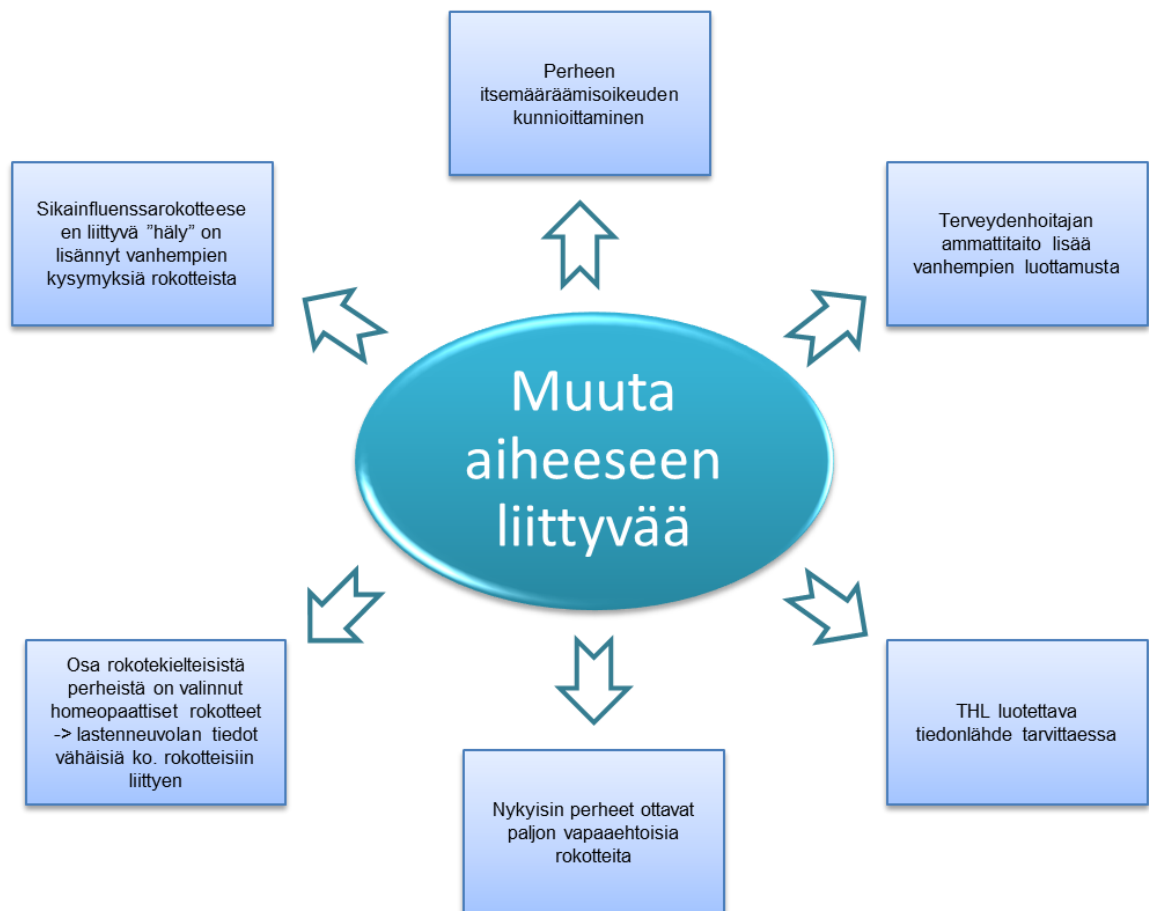 Perheen
itsemääräämisoikeuden
kunnioittaminen
Sikainfluenssarokotteese
en liittyvä ”häly” on
lisännyt vanhempien
kysymyksiä rokotteista
Terveydenhoitajan
ammattitaito lisää
vanhempien luottamusta
Muuta
aiheeseen
liittyvää
Osa rokotekielteisistä
perheistä on valinnut
homeopaattiset rokotteet
-> lastenneuvolan tiedot
vähäisiä ko. rokotteisiin
liittyen
THL luotettava
tiedonlähde tarvittaessa
Nykyisin perheet ottavat
paljon vapaaehtoisia
rokotteita